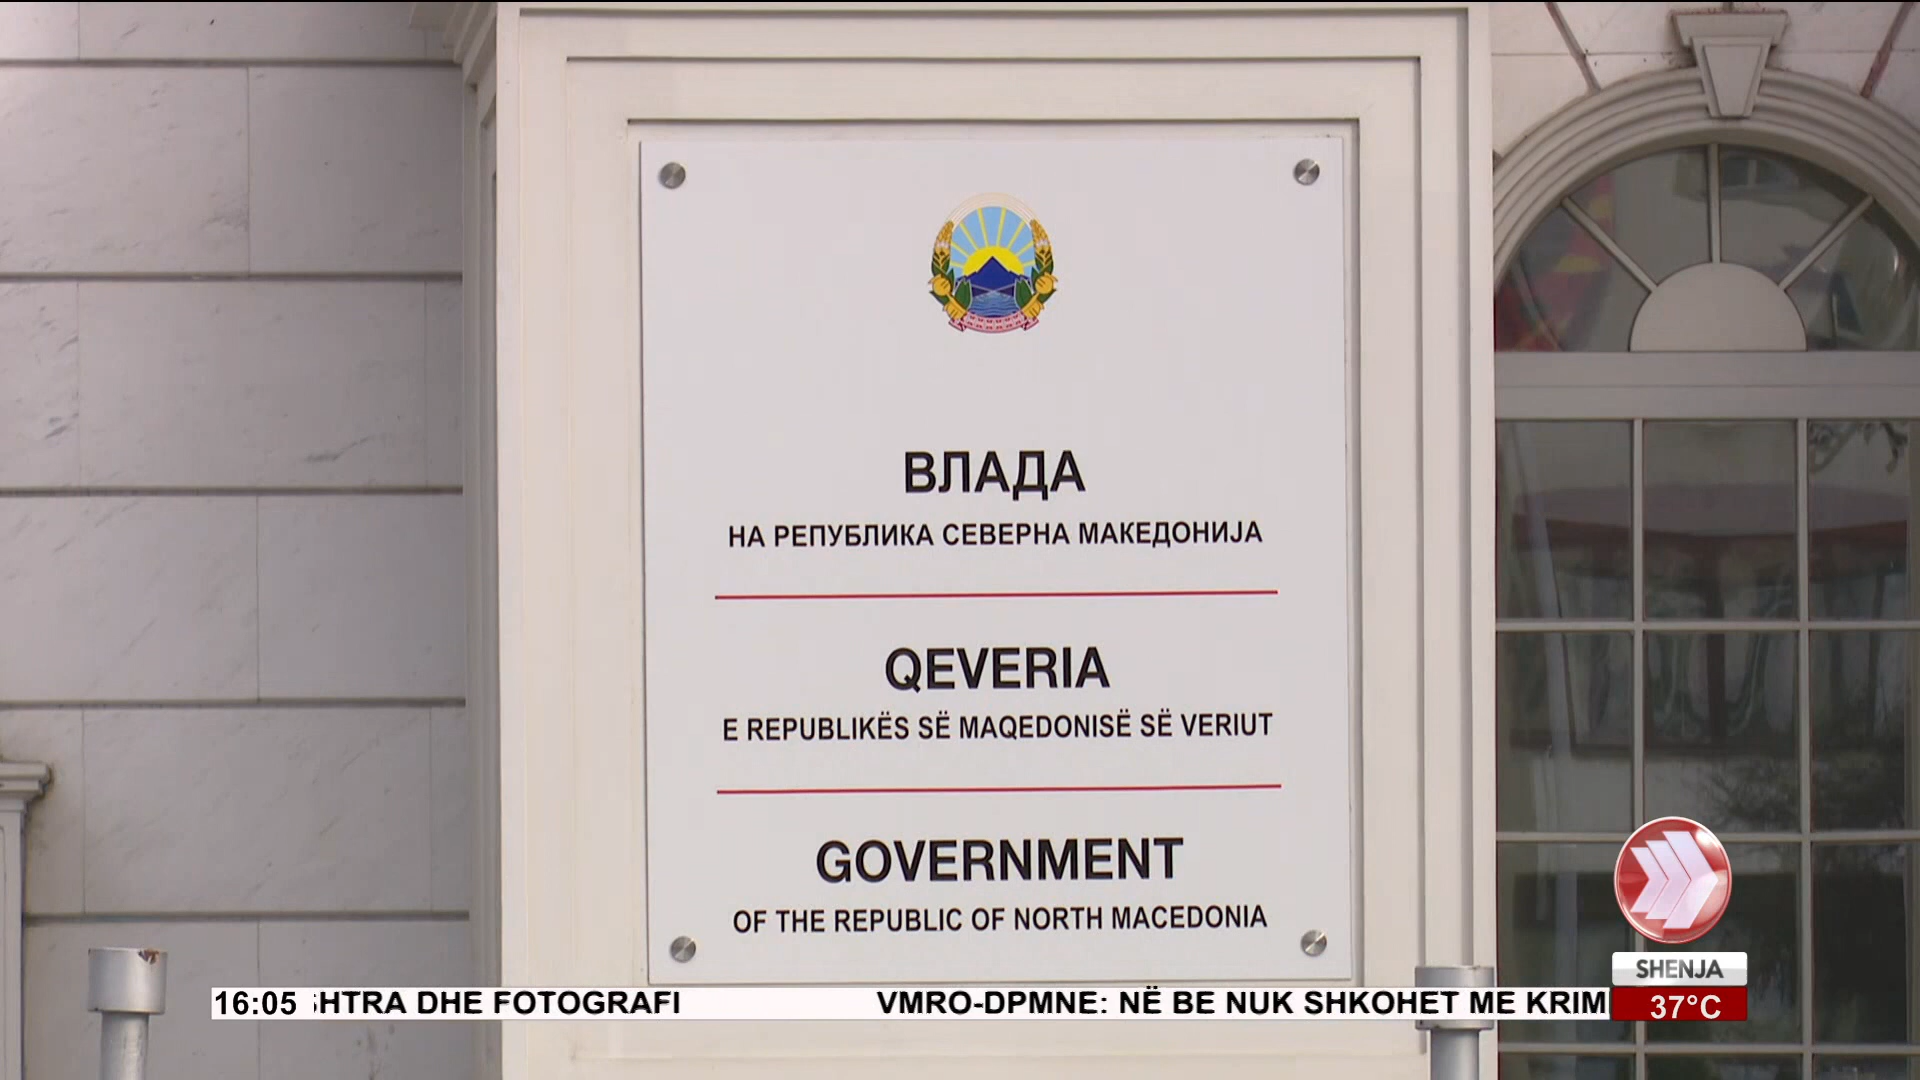 ВЛАДА
НА РЕПУБЛИКА СЕВЕРНА МАКЕДОНИЈА
QEVERIA
E REPUBLIKËS SË MAQEDONISË SË VERIUT
GOVERNMENT
OF THE REPUBLIC OF NORTH MACEDONIA
SHENJA
16:05 DHE FOTOGRAFI VMRO-DPMNE: NË BE NUK SHKOHET ME KRIM
37°C